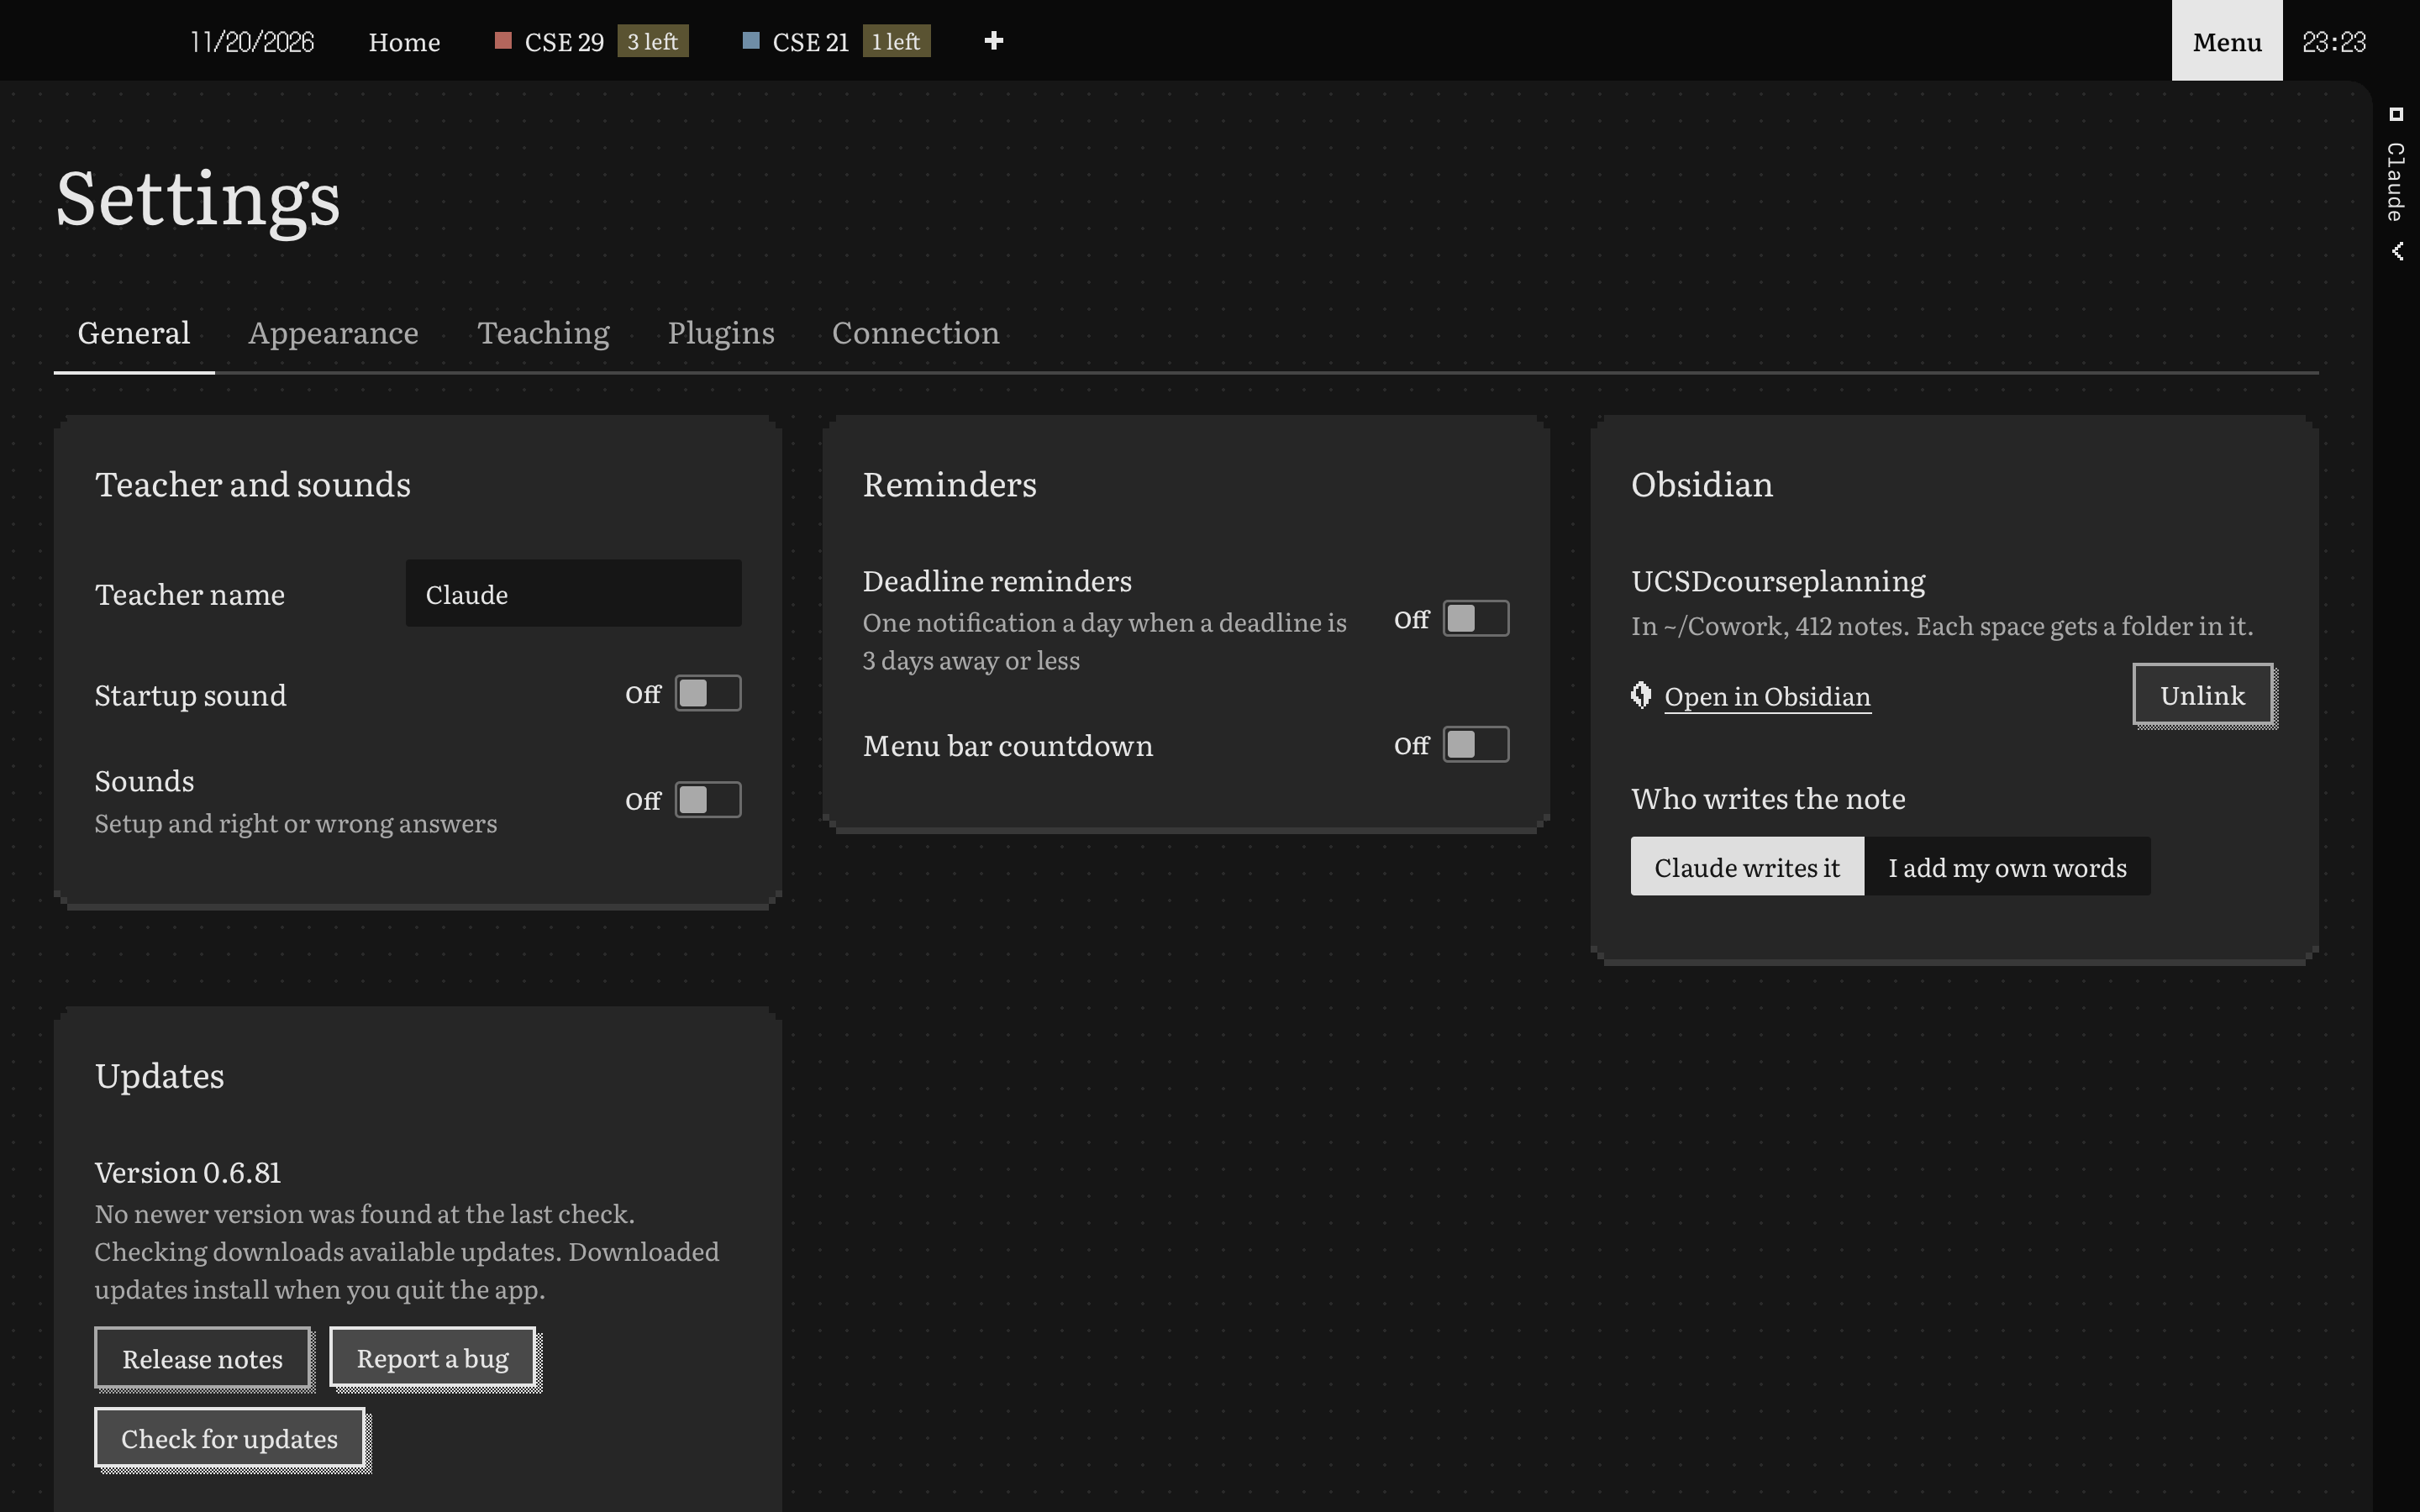 11/20/2026
Home
CSE 29
3 left
CSE 21
1 left
Menu
23:23
Claude
Settings
General
Appearance
Teaching
Plugins
Connection
Teacher and sounds
Teacher name
Claude
Startup sound
Off
Sounds
Setup and right or wrong answers
Off
Reminders
Deadline reminders
One notification a day when a deadline is
3 days away or less
Off
Menu bar countdown
Off
Obsidian
UCSDcourseplanning
In ~/Cowork, 412 notes. Each space gets a folder in it.
Open in Obsidian
Unlink
Who writes the note
Claude writes it
I add my own words
Updates
Version 0.6.81
No newer version was found at the last check.
Checking downloads available updates. Downloaded
updates install when you quit the app.
Release notes
Report a bug
Check for updates